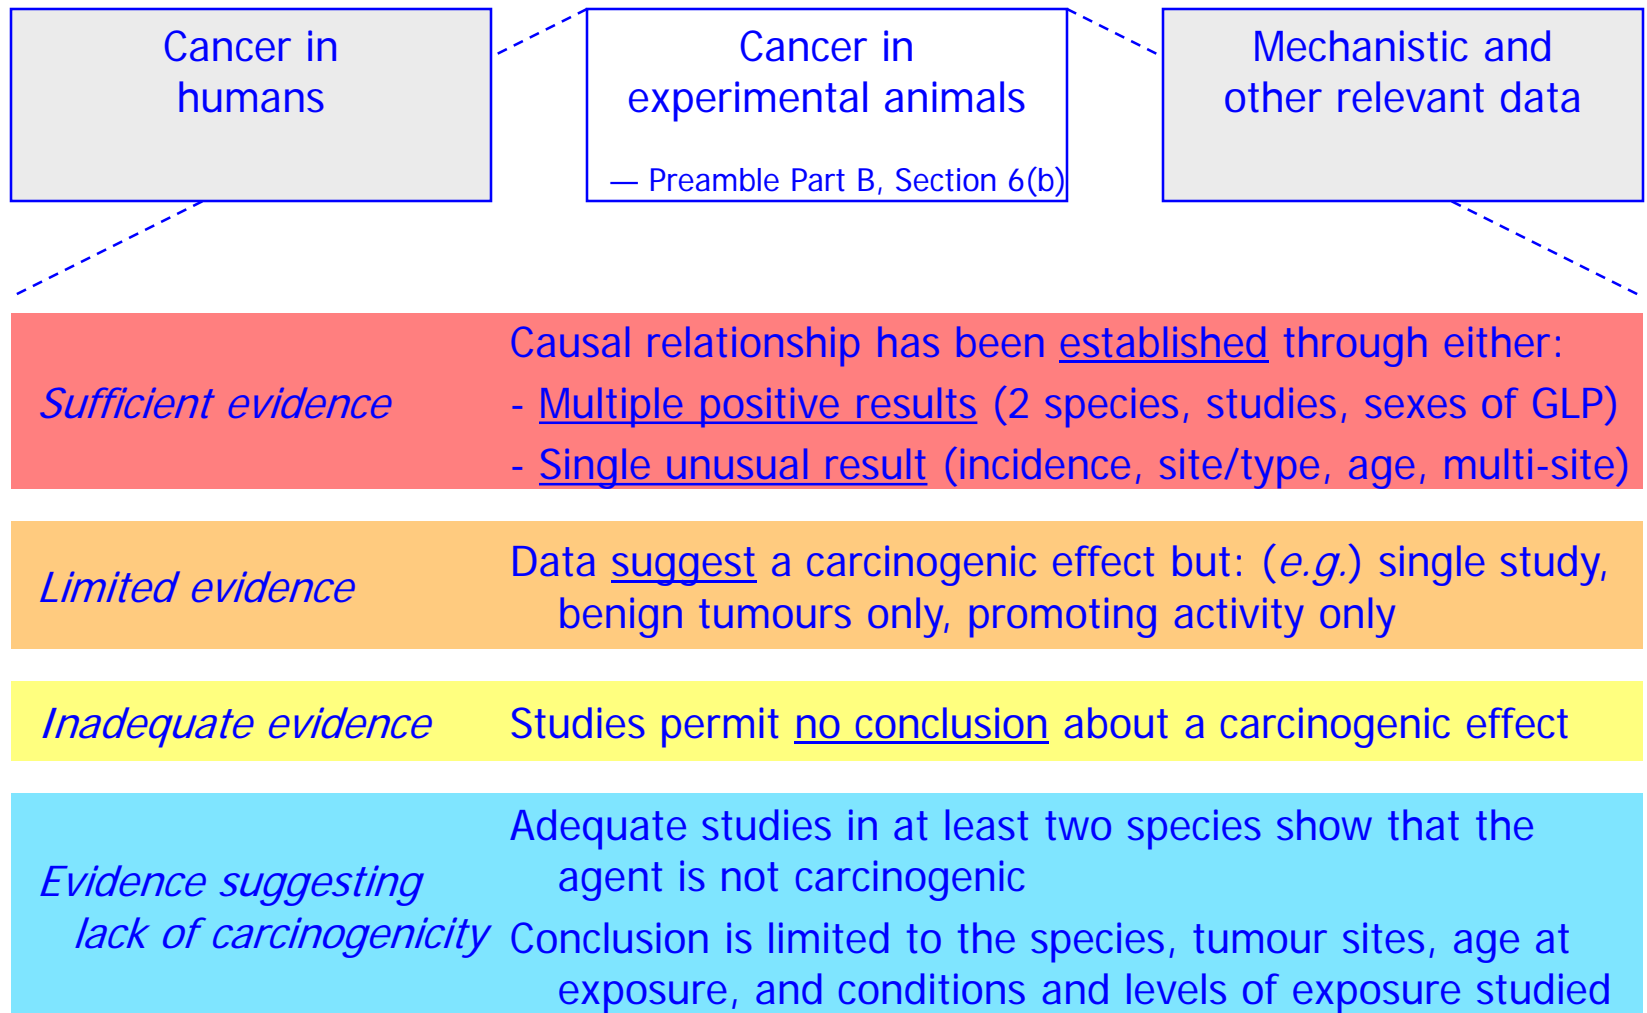 Cancer in
humans
Cancer in
experimental animals
— Preamble Part B, Section 6(b)
Mechanistic and
other relevant data
Sufficient evidence
Causal relationship has been established through either:
- Multiple positive results (2 species, studies, sexes of GLP)
- Single unusual result (incidence, site/type, age, multi-site)
Limited evidence
Data suggest a carcinogenic effect but: (e.g.) single study,
benign tumours only, promoting activity only
Inadequate evidence
Studies permit no conclusion about a carcinogenic effect
Evidence suggesting
lack of carcinogenicity
Adequate studies in at least two species show that the
agent is not carcinogenic
Conclusion is limited to the species, tumour sites, age at
exposure, and conditions and levels of exposure studied